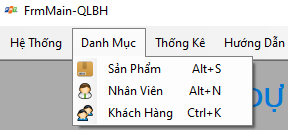 FrmMain-QLBH
Hệ Thống Danh Mục Thống Kê Hướng Dẫn
Sản Phẩm Alt+S
Nhân Viên Alt+N
Khách Hàng Ctrl+K
DỰ